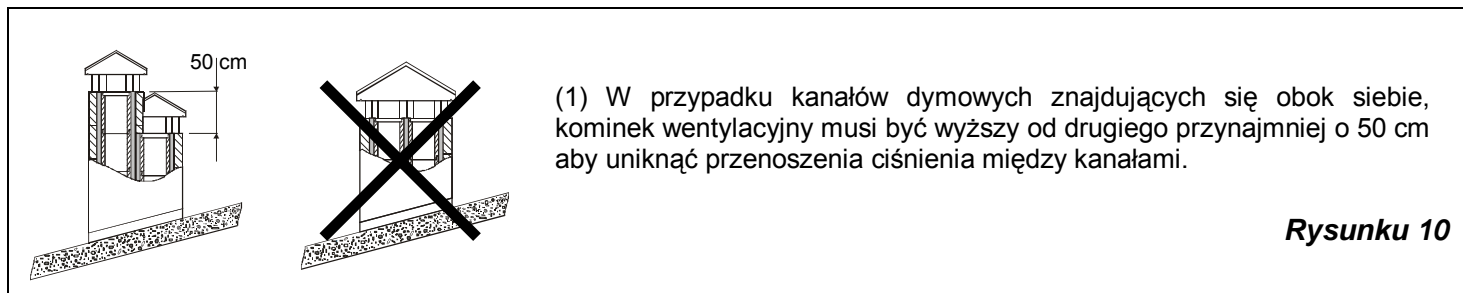 50 cm
(1) W przypadku kanałów dymowych znajdujących się obok siebie,
kominek wentylacyjny musi być wyższy od drugiego przynajmniej o 50 cm
aby uniknąć przenoszenia ciśnienia między kanałami.
Rysunku 10